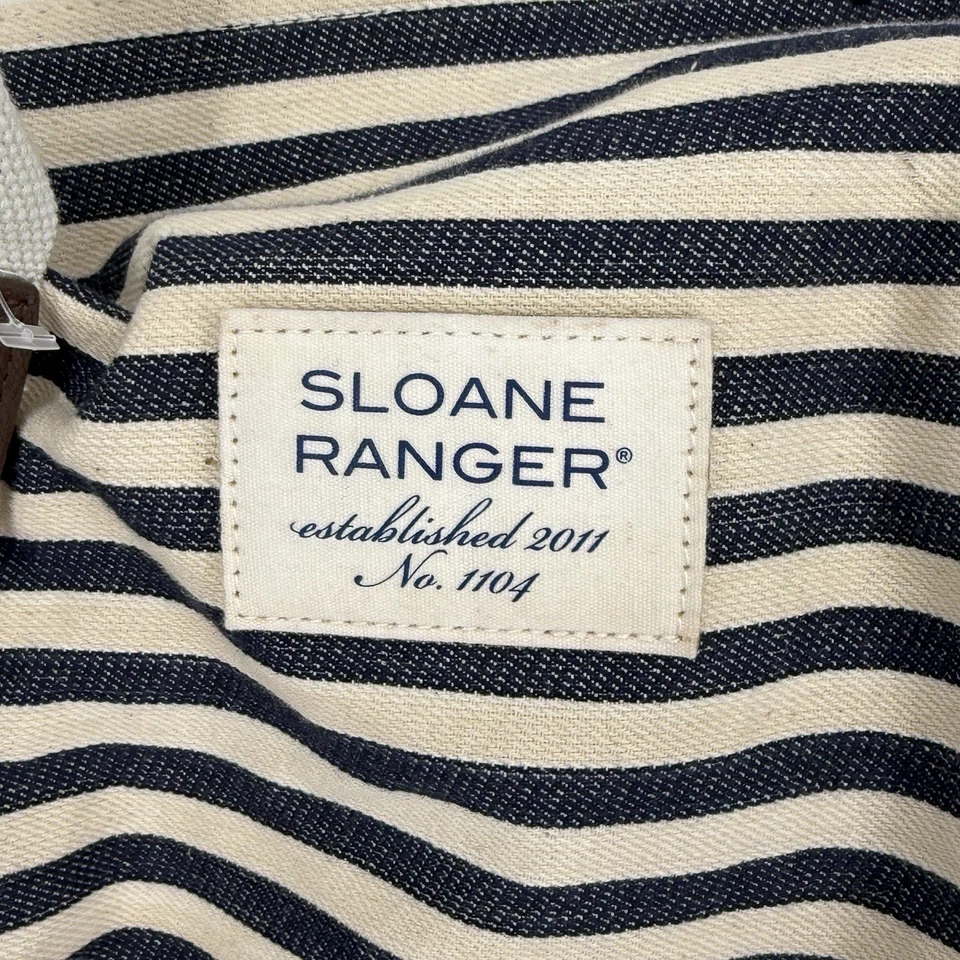 SLOANE
RANGER®
established 2011
No. 1104